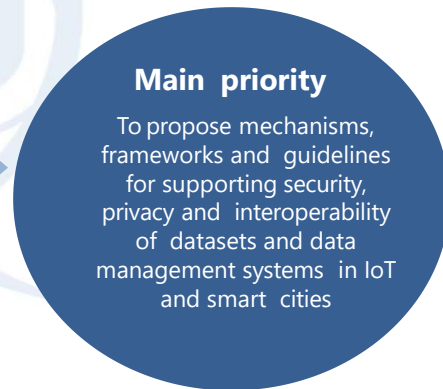 Main priority
To propose mechanisms,
frameworks and guidelines
for supporting security,
privacy and interoperability
of datasets and data
management systems in IoT
and smart cities